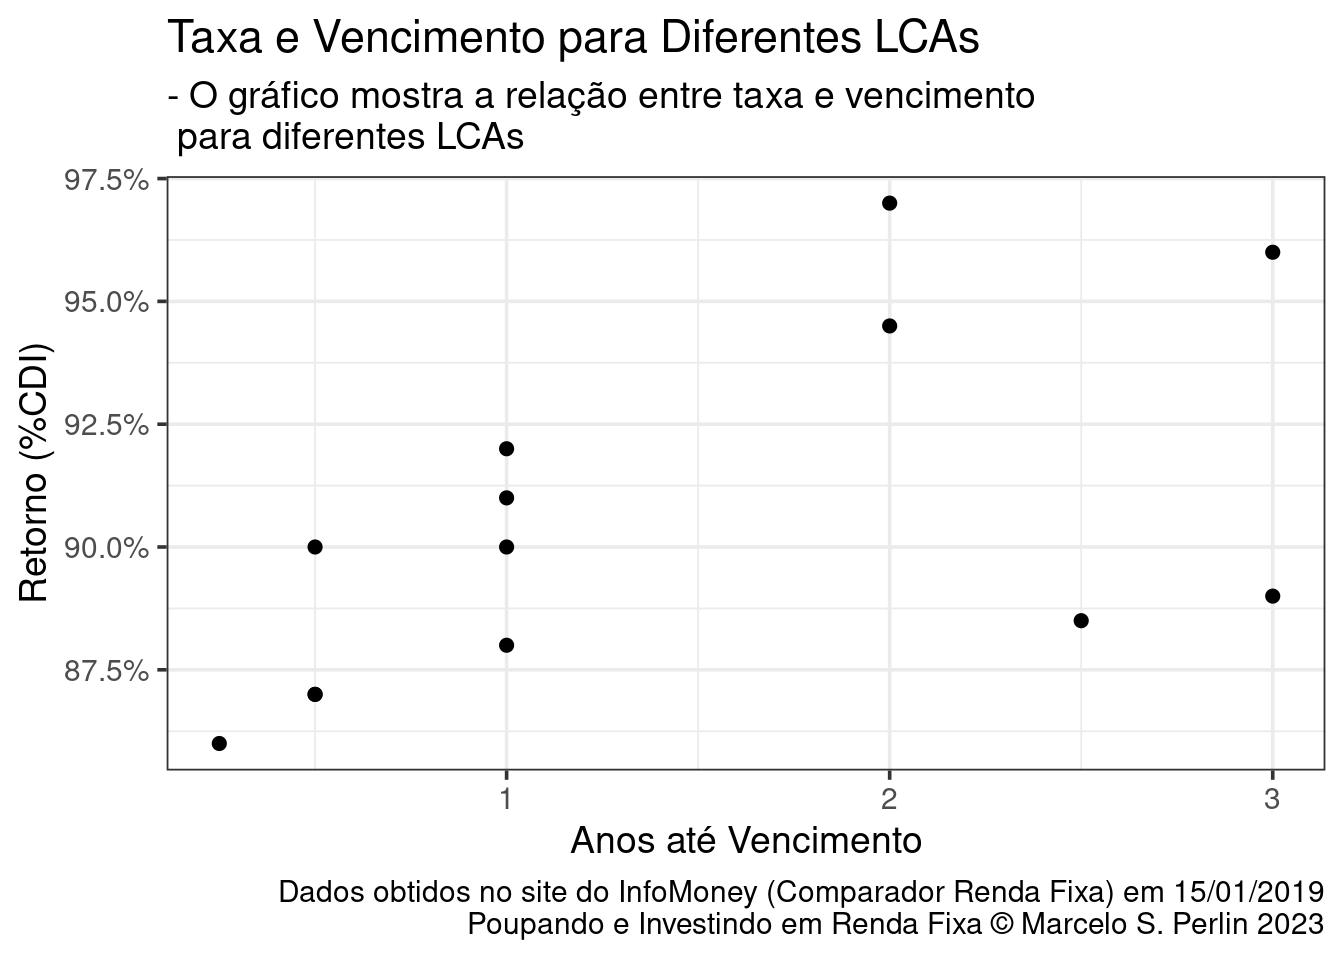 Taxa e Vencimento para Diferentes LCAs
- O gráfico mostra a relação entre taxa e vencimento
para diferentes LCAs
97.5%
95.0%
92.5%
90.0%
87.5%
Retorno (%CDI)
1 2 3
Anos até Vencimento
Dados obtidos no site do InfoMoney (Comparador Renda Fixa) em 15/01/2019
Poupando e Investindo em Renda Fixa © Marcelo S. Perlin 2023